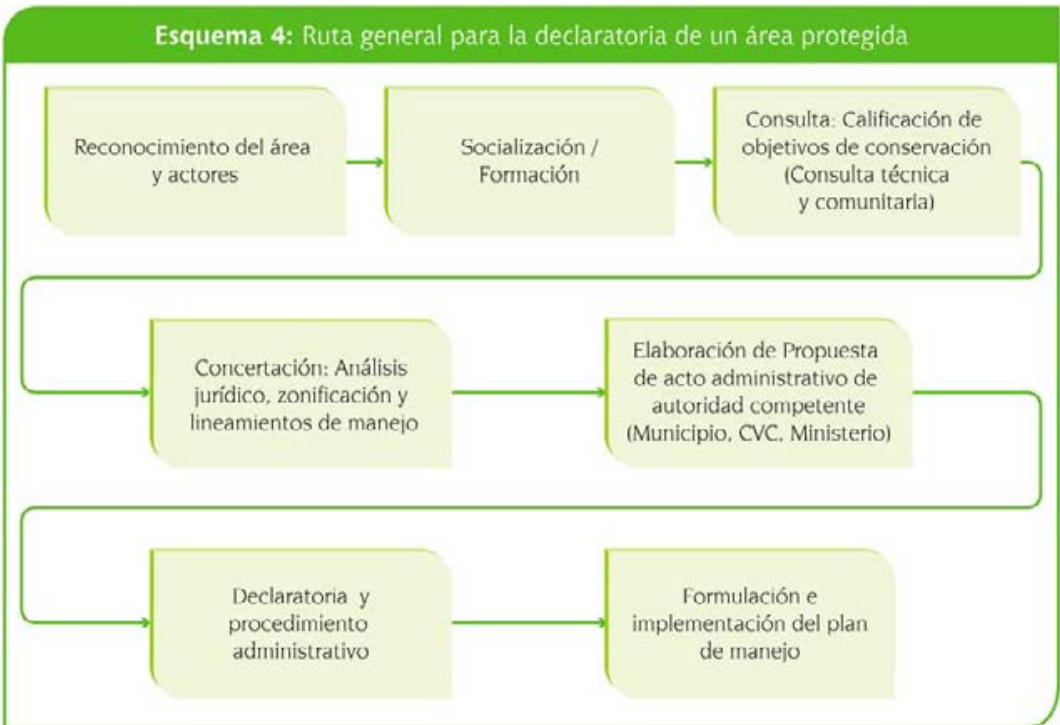 Esquema 4: Ruta general para la declaratoria de un área protegida
Reconocimiento del área
y actores
Socialización /
Formación
Consulta: Calificación de
objetivos de conservación
(Consulta técnica
y comunitaria)
Concertación: Análisis
jurídico, zonificación y
lineamientos de manejo
Elaboración de Propuesta
de acto administrativo de
autoridad competente
(Municipio, CVC, Ministerio)
Declaratoria y
procedimiento
administrativo
Formulación e
implementación del plan
de manejo